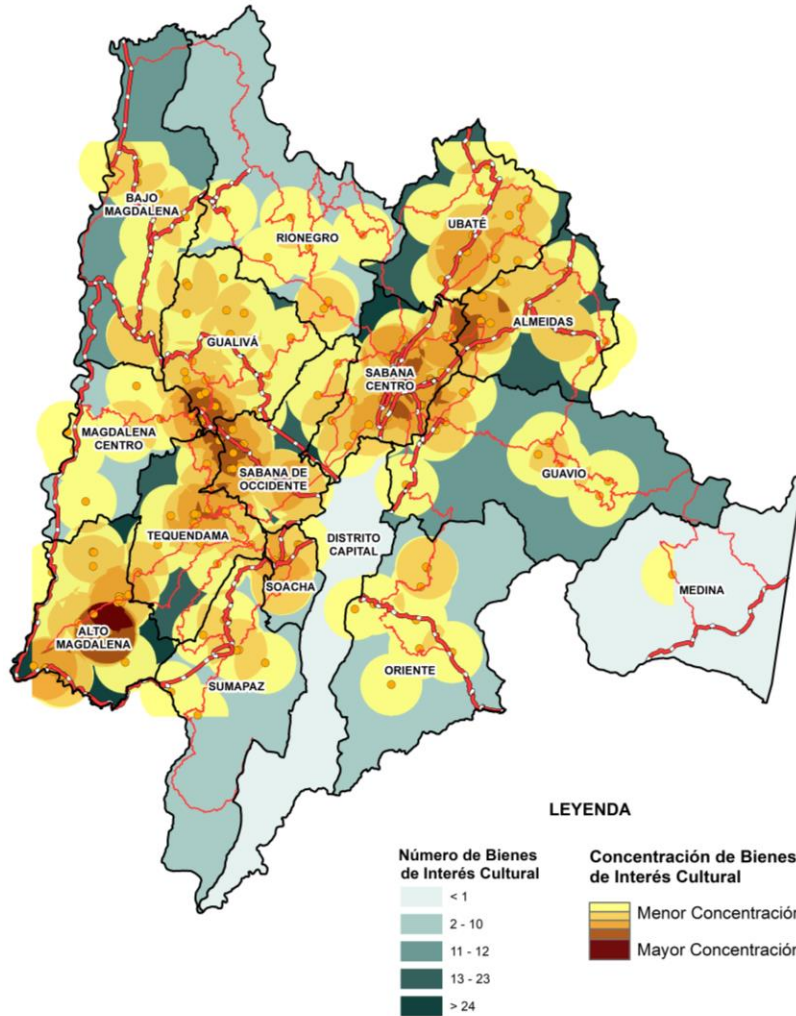 BAJO
MAGDALENA
RIONEGRO
UBATÉ
GUALIVÁ
ALMEIDAS
SABANA
CENTRO
MAGDALENA
CENTRO
SABANA DE
OCCIDENTE
GUAVIO
TEQUENDAMA
DISTRITO
CAPITAL
SOACHA
MEDINA
ALTO
MAGDALENA
ORIENTE
SUMAPAZ
LEYENDA
Número de Bienes
de Interés Cultural
< 1
2 - 10
11 - 12
13 - 23
> 24
Concentración de Bienes
de Interés Cultural
Menor Concentración
Mayor Concentración